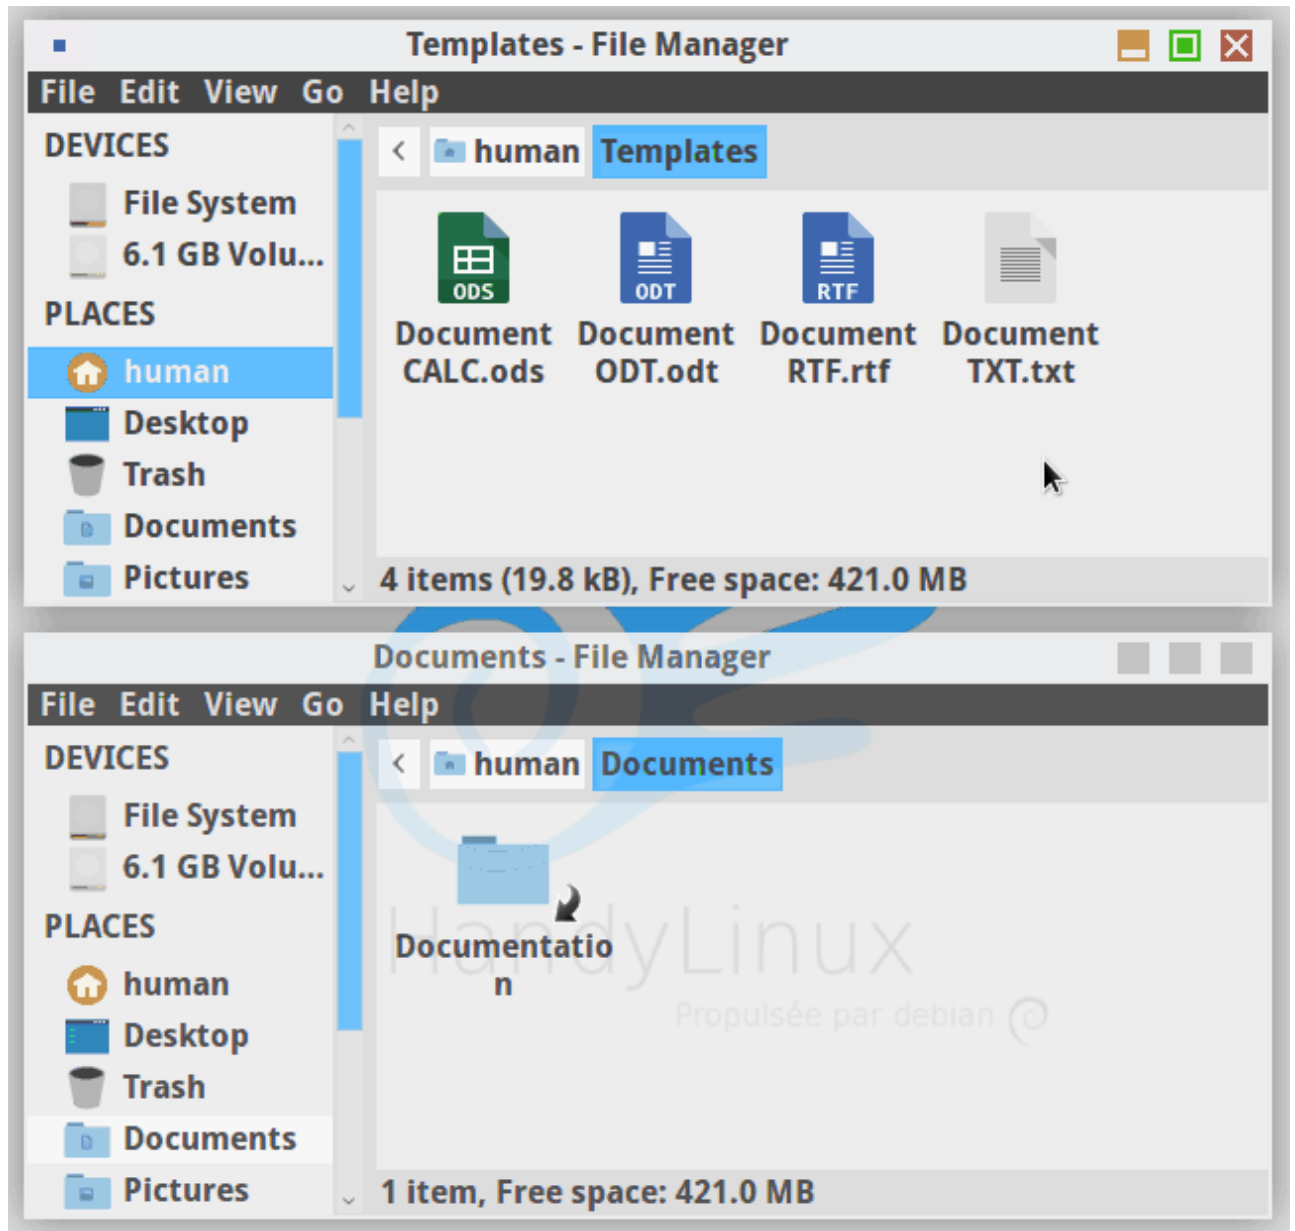 Templates - File Manager
File Edit View Go Help
DEVICES
File System
6.1 GB Volu...
PLACES
human
Desktop
Trash
Documents
Pictures
human Templates
ODS ODT RTF
Document Document Document Document
CALC.ods ODT.odt RTF.rtf TXT.txt
4 items (19.8 kB), Free space: 421.0 MB
Documents - File Manager
File Edit View Go Help
DEVICES
File System
6.1 GB Volu...
PLACES
human
Desktop
Trash
Documents
Pictures
human Documents
Documentatio
n
HandyLinux
Propulsée par debian
1 item, Free space: 421.0 MB